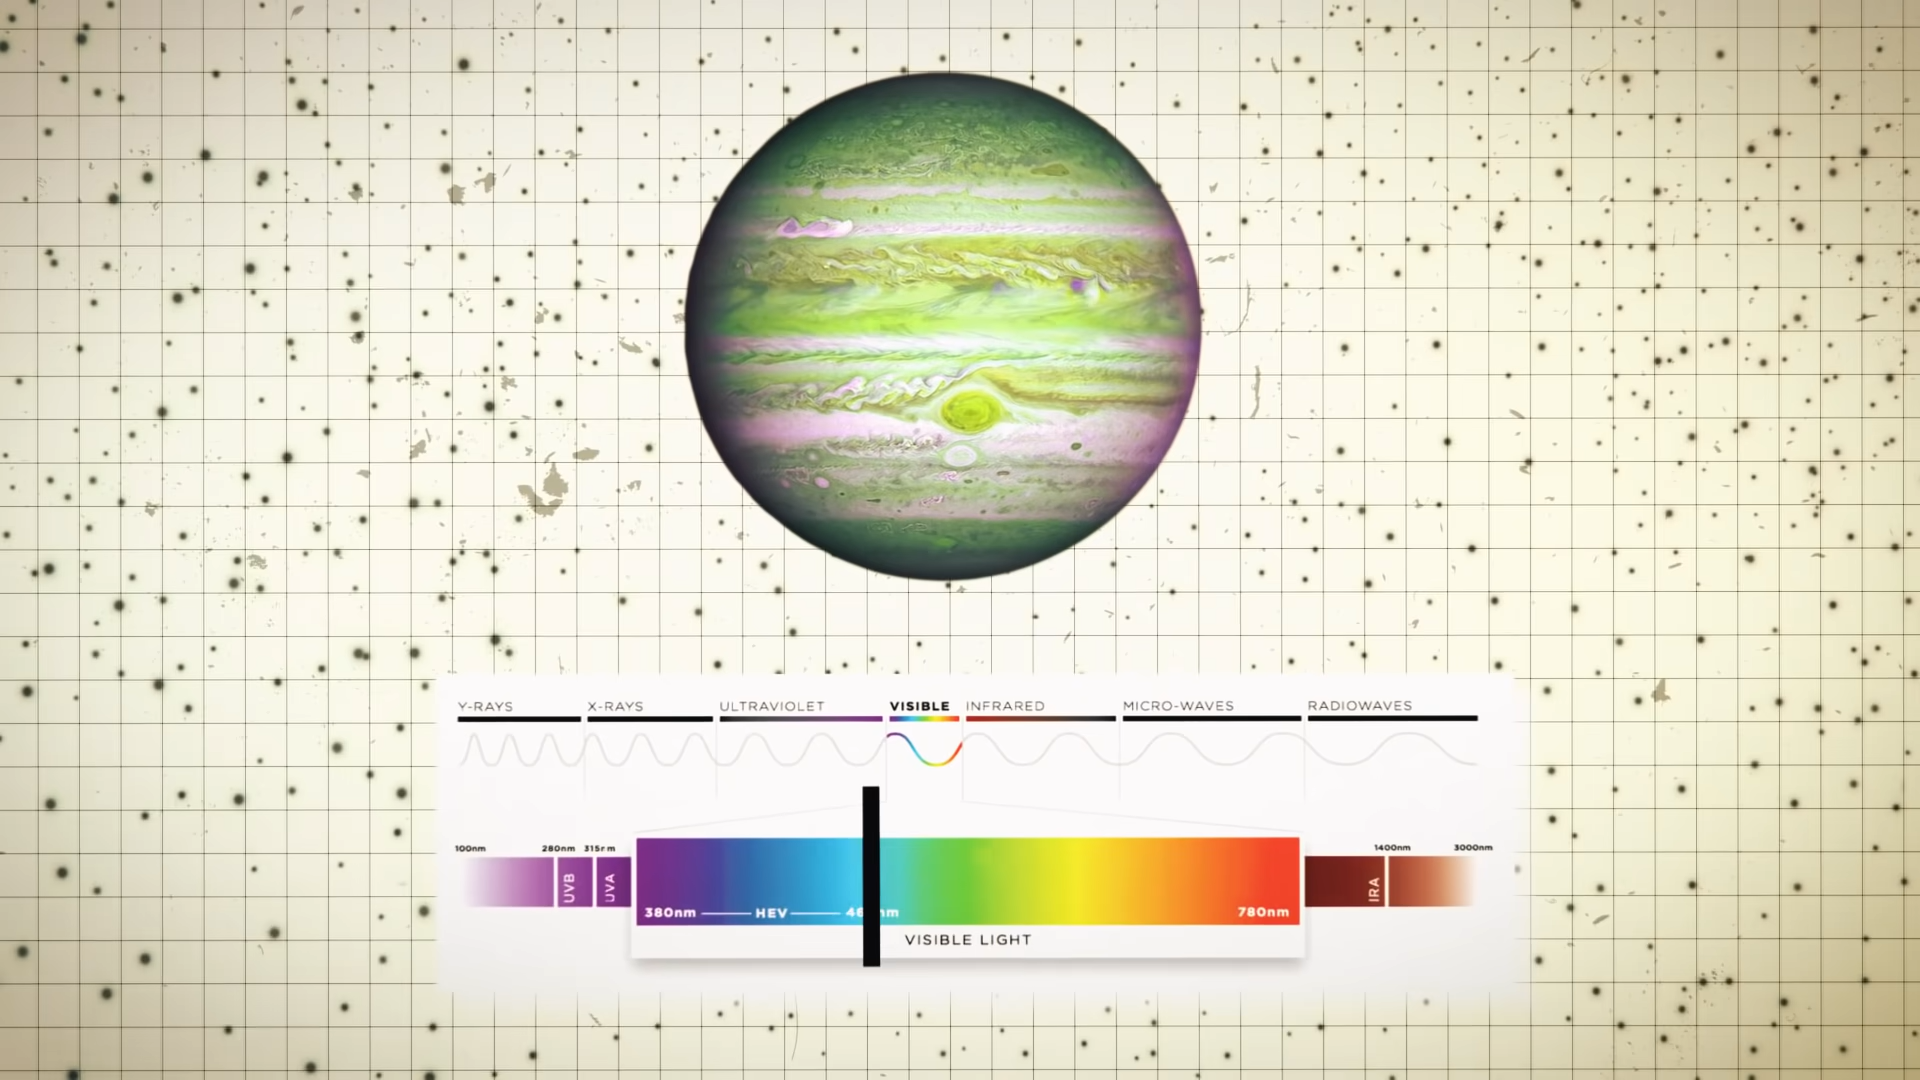 Y-RAYS X-RAYS ULTRAVIOLET VISIBLE INFRARED MICRO-WAVES RADIOWAVES
100nm 280nm 315 m 1400nm 3000nm
UVB UVA IRA
380nm HEV 780nm
VISIBLE LIGHT